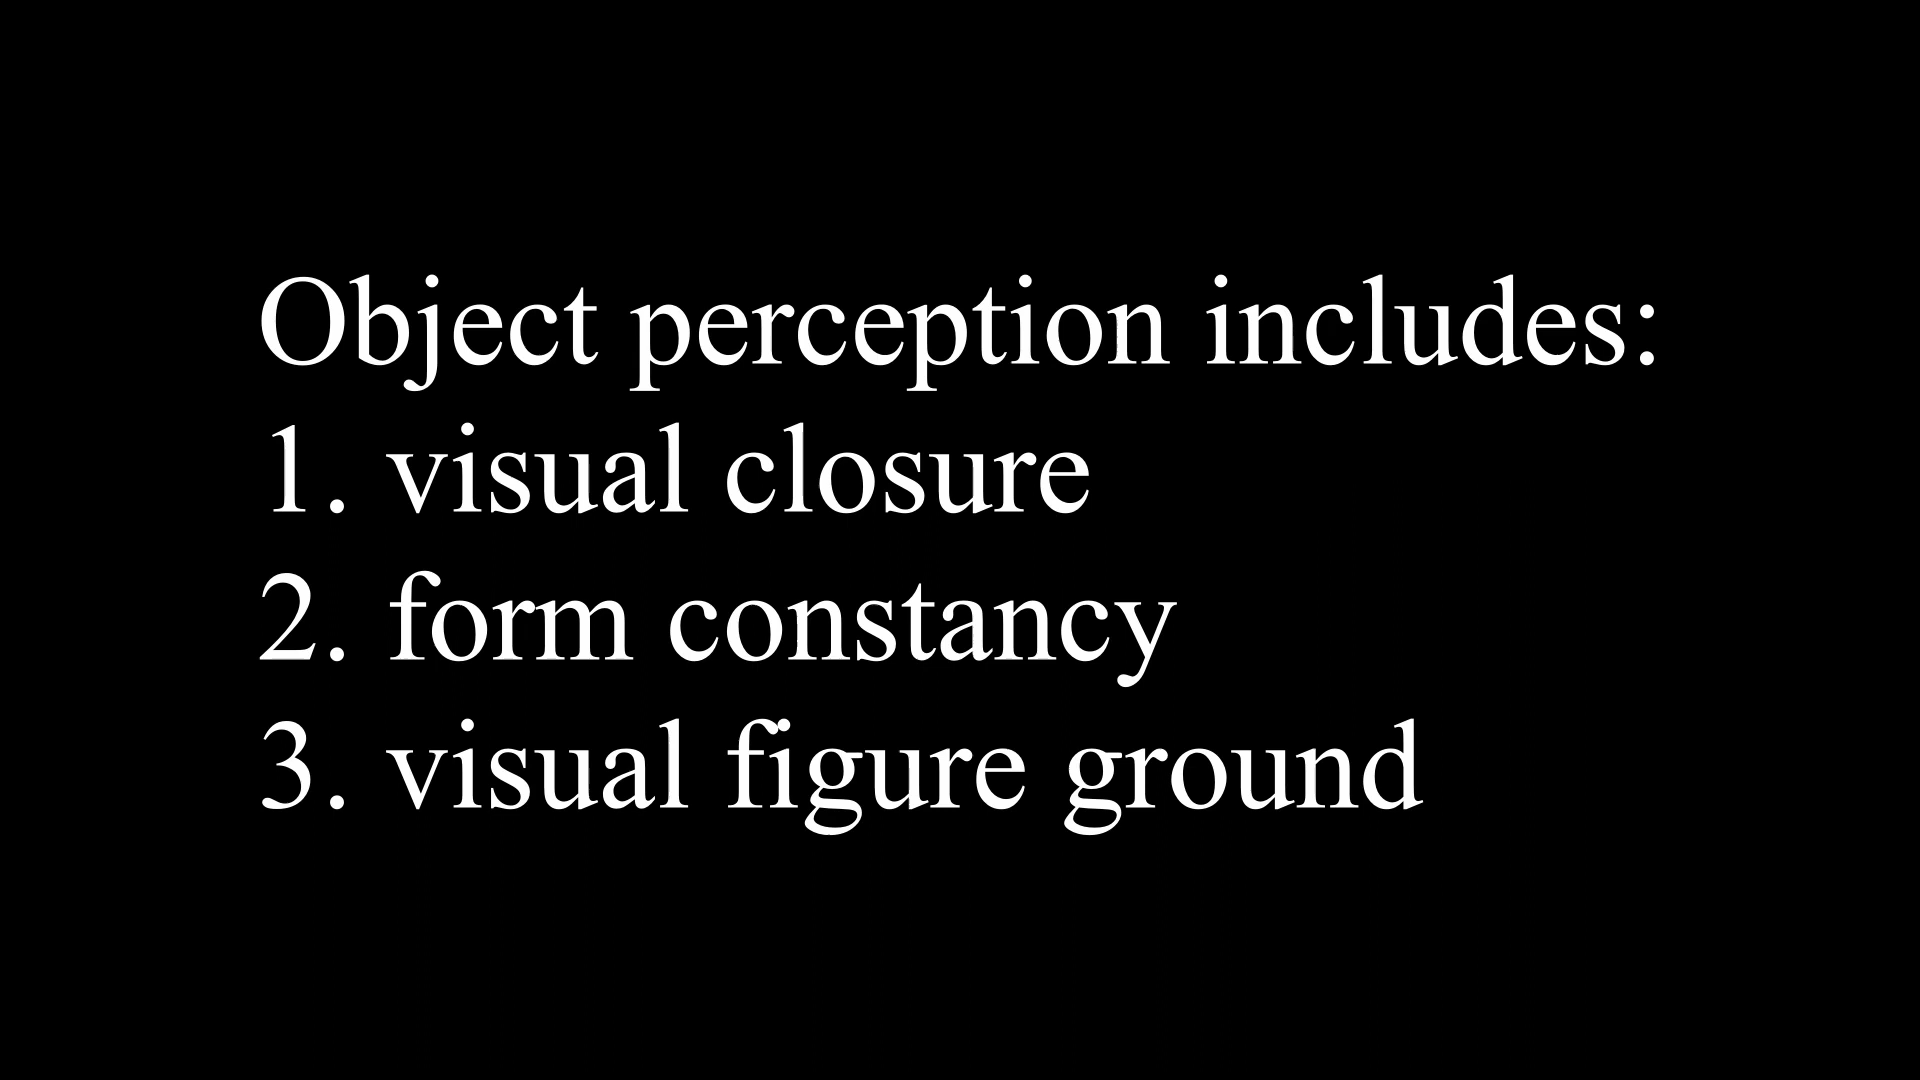 Object perception includes:
1. visual closure
2. form constancy
3. visual figure ground